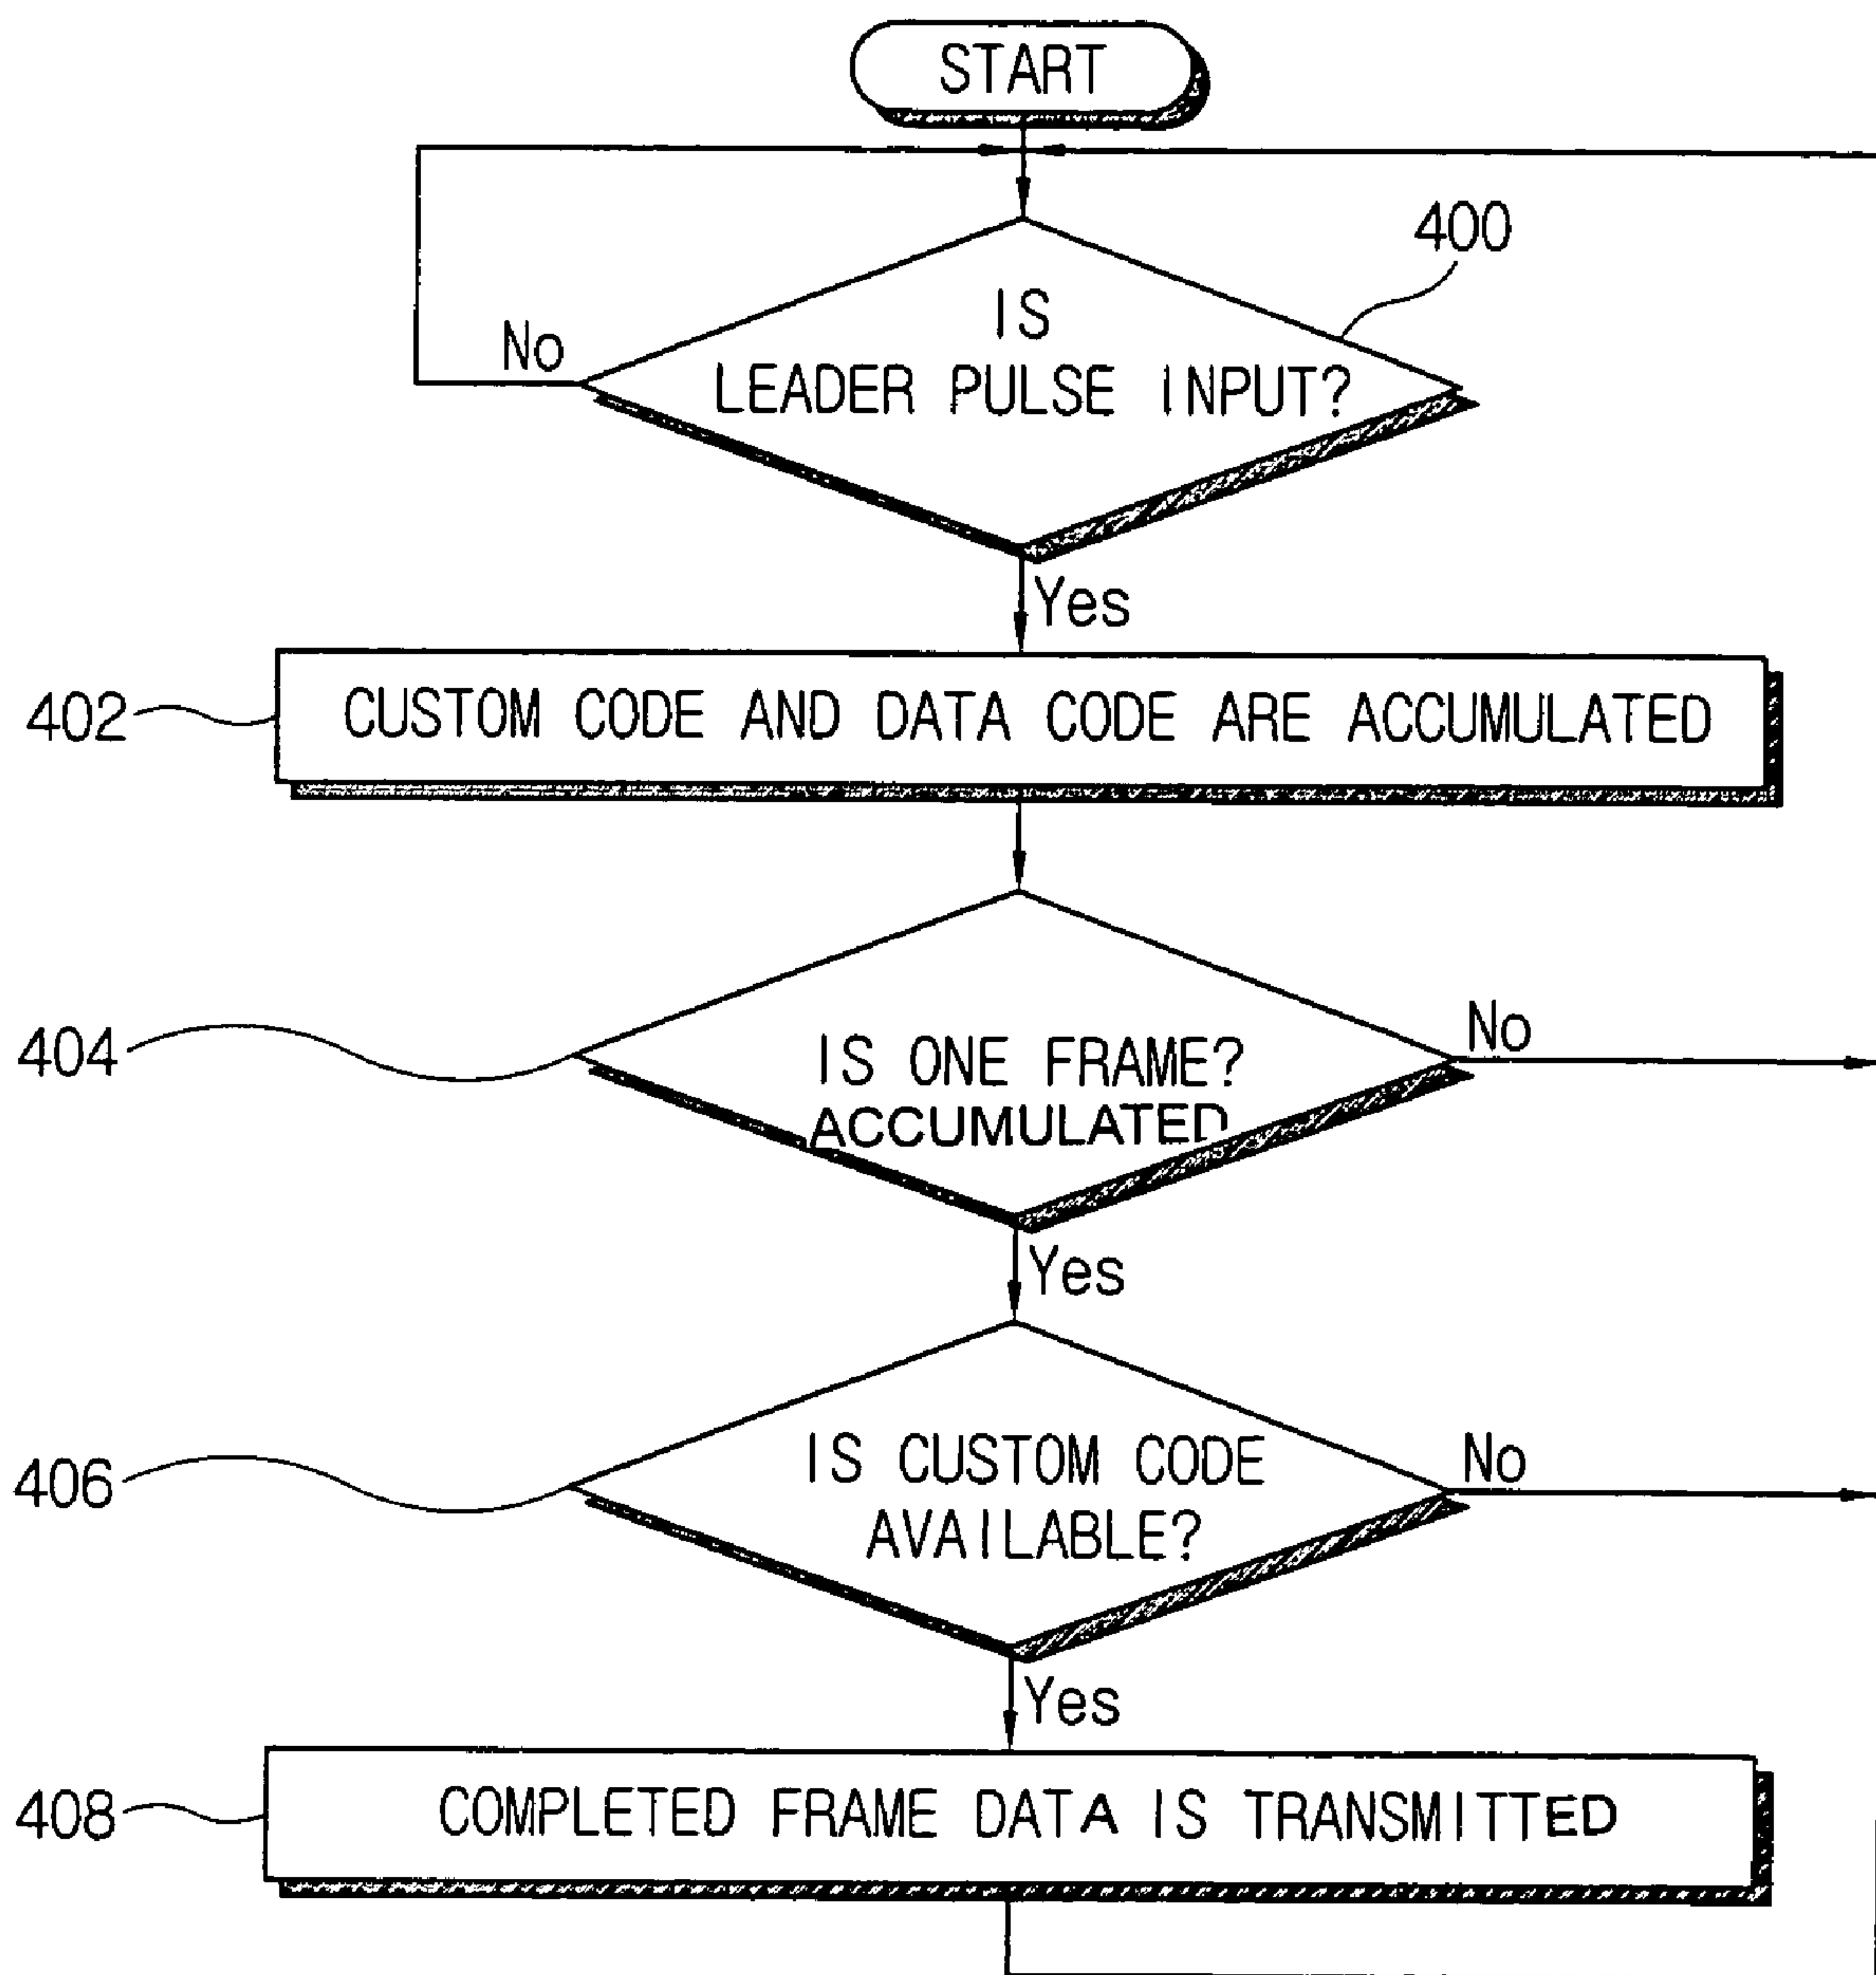 START
400
IS
LEADER PULSE INPUT?
No
Yes
402
CUSTOM CODE AND DATA CODE ARE ACCUMULATED
404
IS ONE FRAME?
ACCUMULATED
No
Yes
406
IS CUSTOM CODE
AVAILABLE?
No
Yes
408
COMPLETED FRAME DATA IS TRANSMITTED